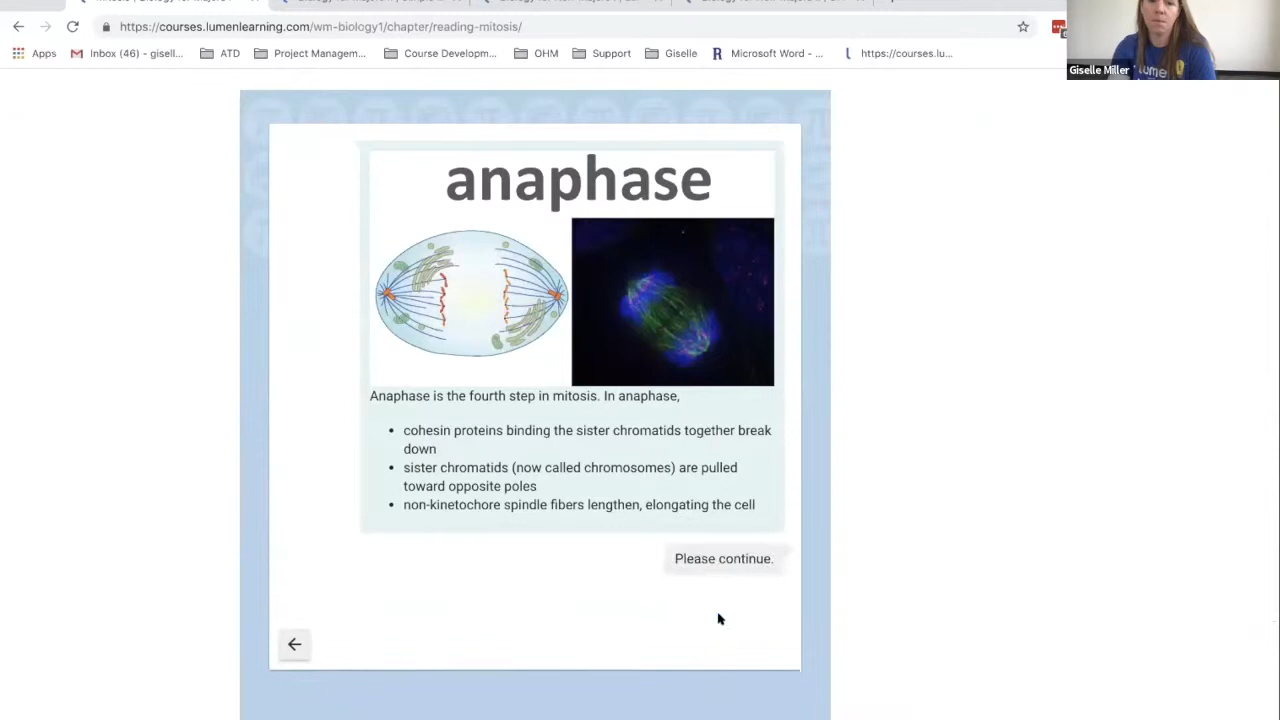 https://courses.lumenlearning.com/wm-biology1/chapter/reading-mitosis/
Apps
Inbox (46) - gisell...
ATD
Project Managem...
Course Developm...
OHM
Support
Giselle
Microsoft Word - ...
https://courses.lu...
Giselle Miller
lume
anaphase
Anaphase is the fourth step in mitosis. In anaphase,
• cohesin proteins binding the sister chromatids together break
down
• sister chromatids (now called chromosomes) are pulled
toward opposite poles
• non-kinetochore spindle fibers lengthen, elongating the cell
Please continue.